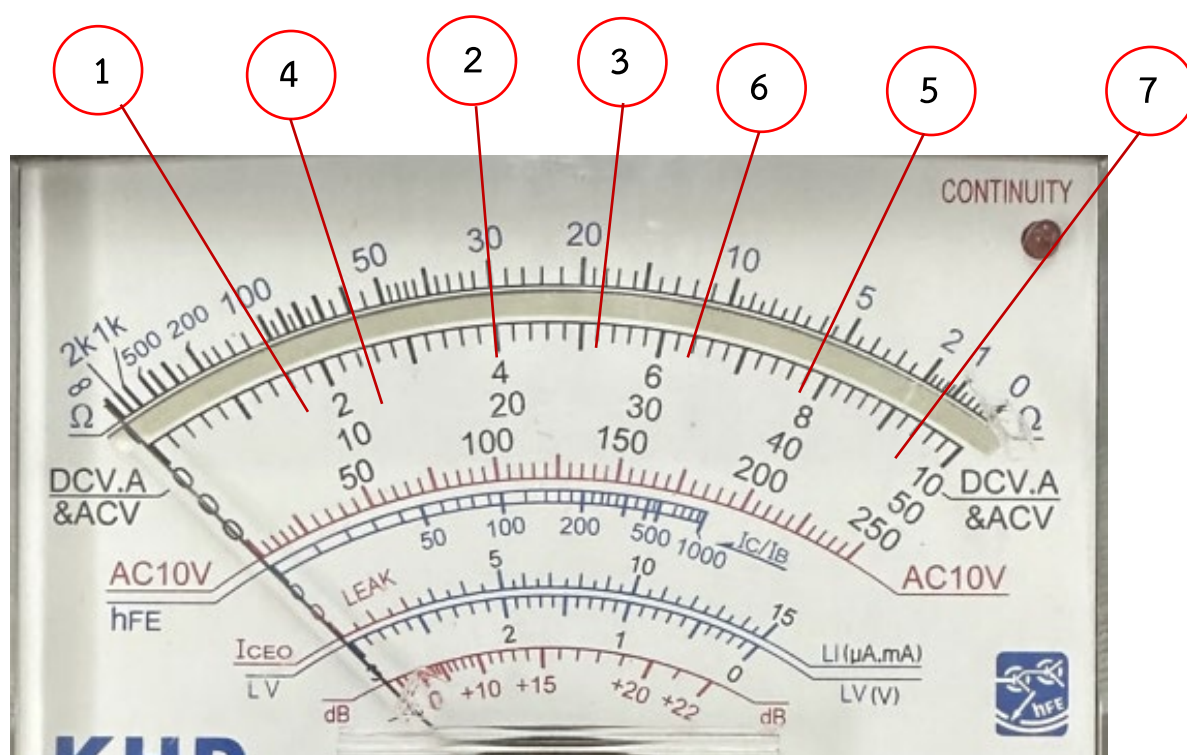 1 4 2 3 6 5 7
CONTINUITY
∞ 2k 1k 500 200 100 50 30 20 10 5 2 1 0
Ω Ω
2 4 6 8 10
10 20 30 40 50
50 100 150 200 250
DCV.A DCV.A
&ACV &ACV
AC10V AC10V
hFE 50 100 200 500 1000 IC/IB
LEAK
5 10 15
ICEO LI(µA.mA)
LV 2 1 0 LV(V)
dB 0 +10 +15 +20 +22 dB
hFE